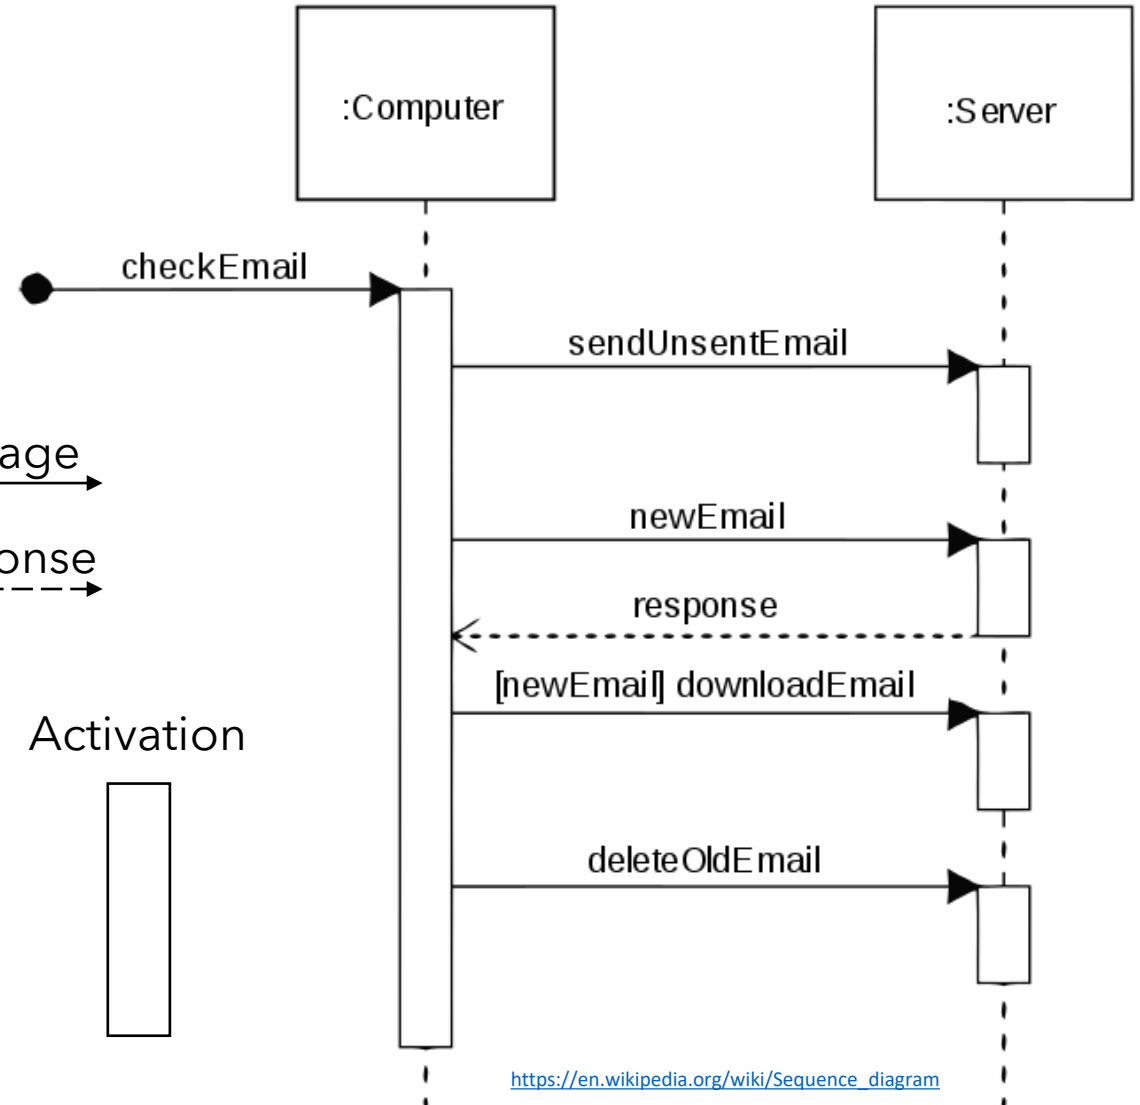 :Computer
:Server
checkEmail
sendUnsentEmail
age
newEmail
onse
response
[newEmail] downloadEmail
Activation
deleteOldEmail
https://en.wikipedia.org/wiki/Sequence_diagram